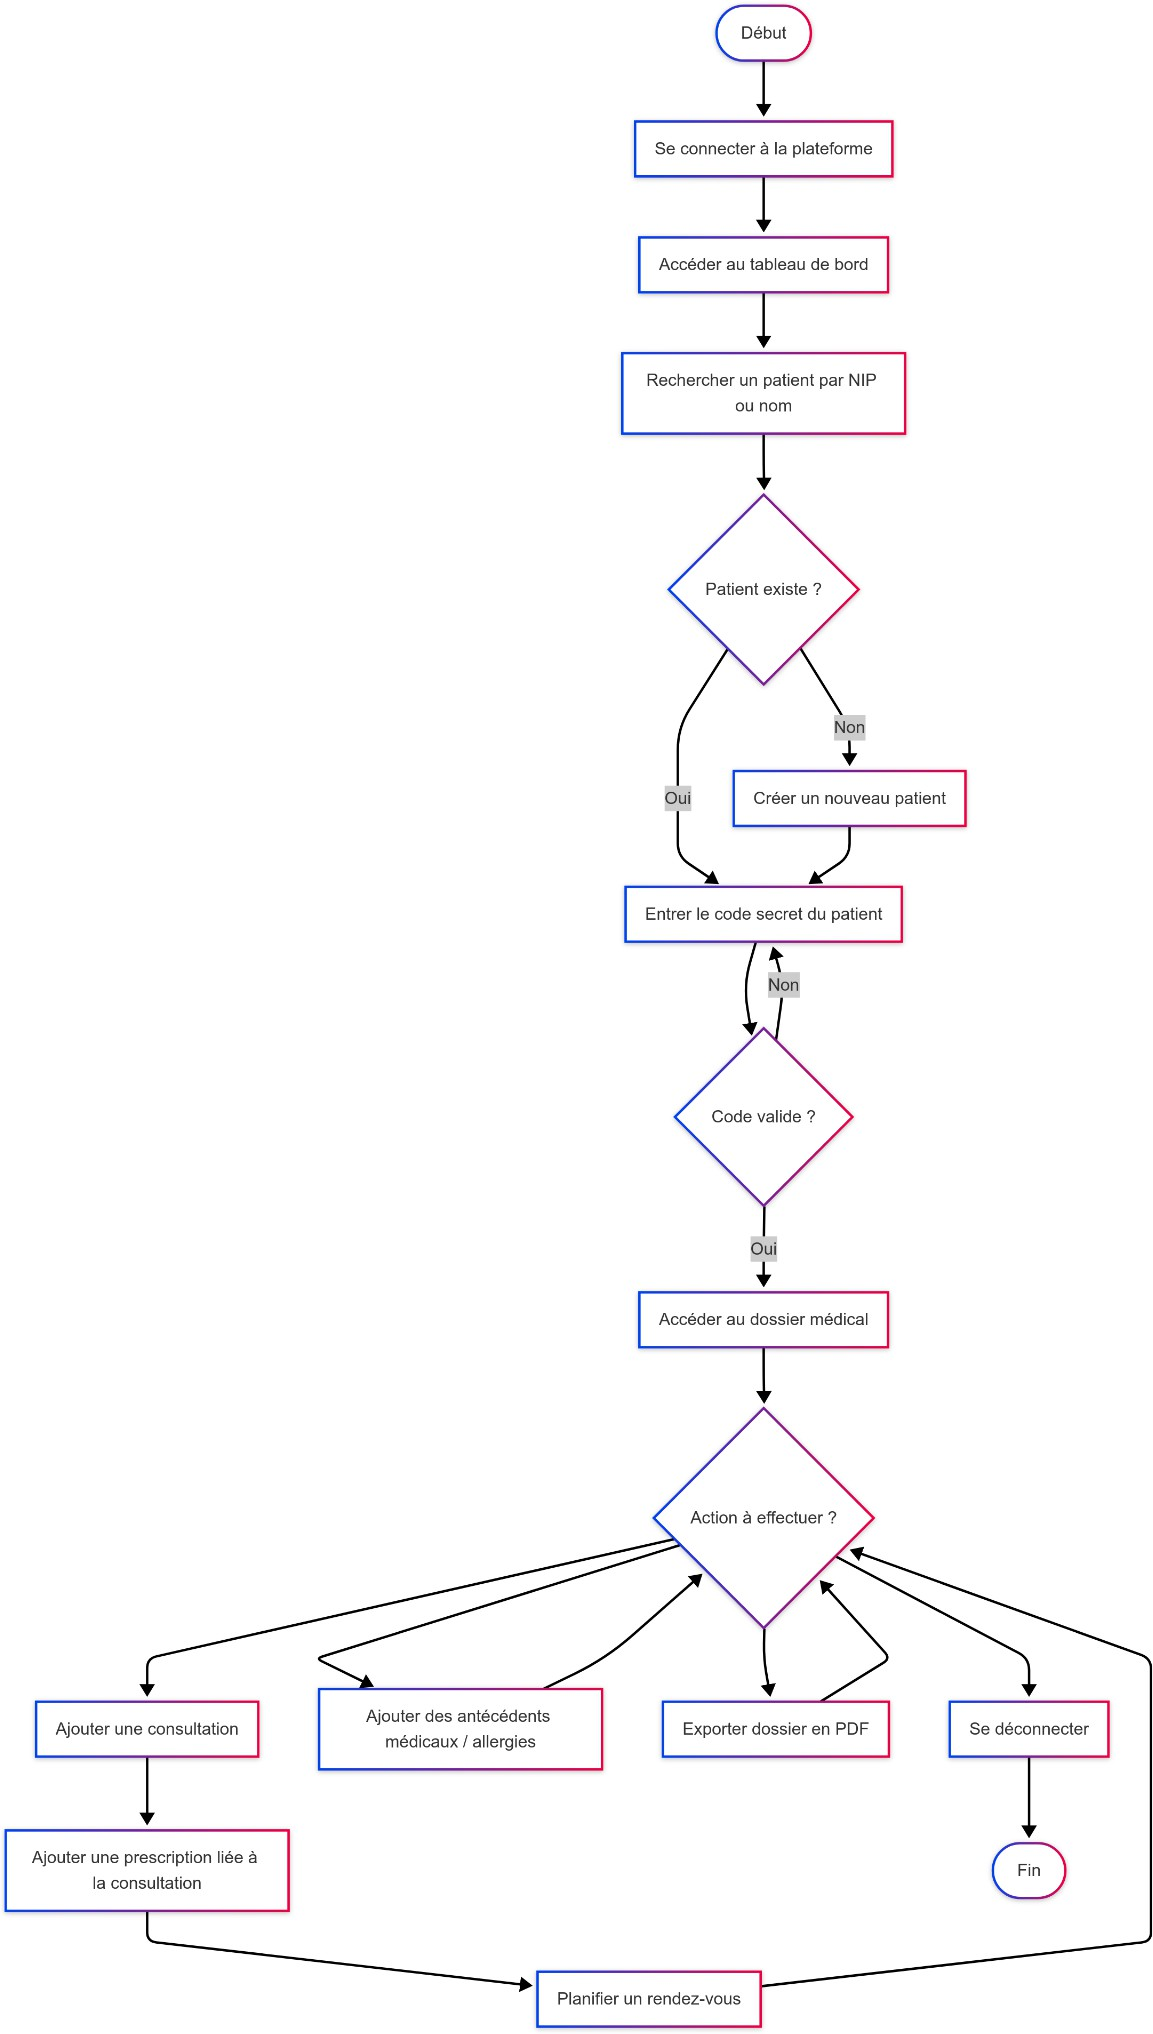 Début
Se connecter à la plateforme
Accéder au tableau de bord
Rechercher un patient par NIP
ou nom
Patient existe ?
Non
Oui
Créer un nouveau patient
Entrer le code secret du patient
Non
Code valide ?
Oui
Accéder au dossier médical
Action à effectuer ?
Ajouter une consultation
Ajouter des antécédents
médicaux / allergies
Exporter dossier en PDF
Se déconnecter
Ajouter une prescription liée à
la consultation
Fin
Planifier un rendez-vous